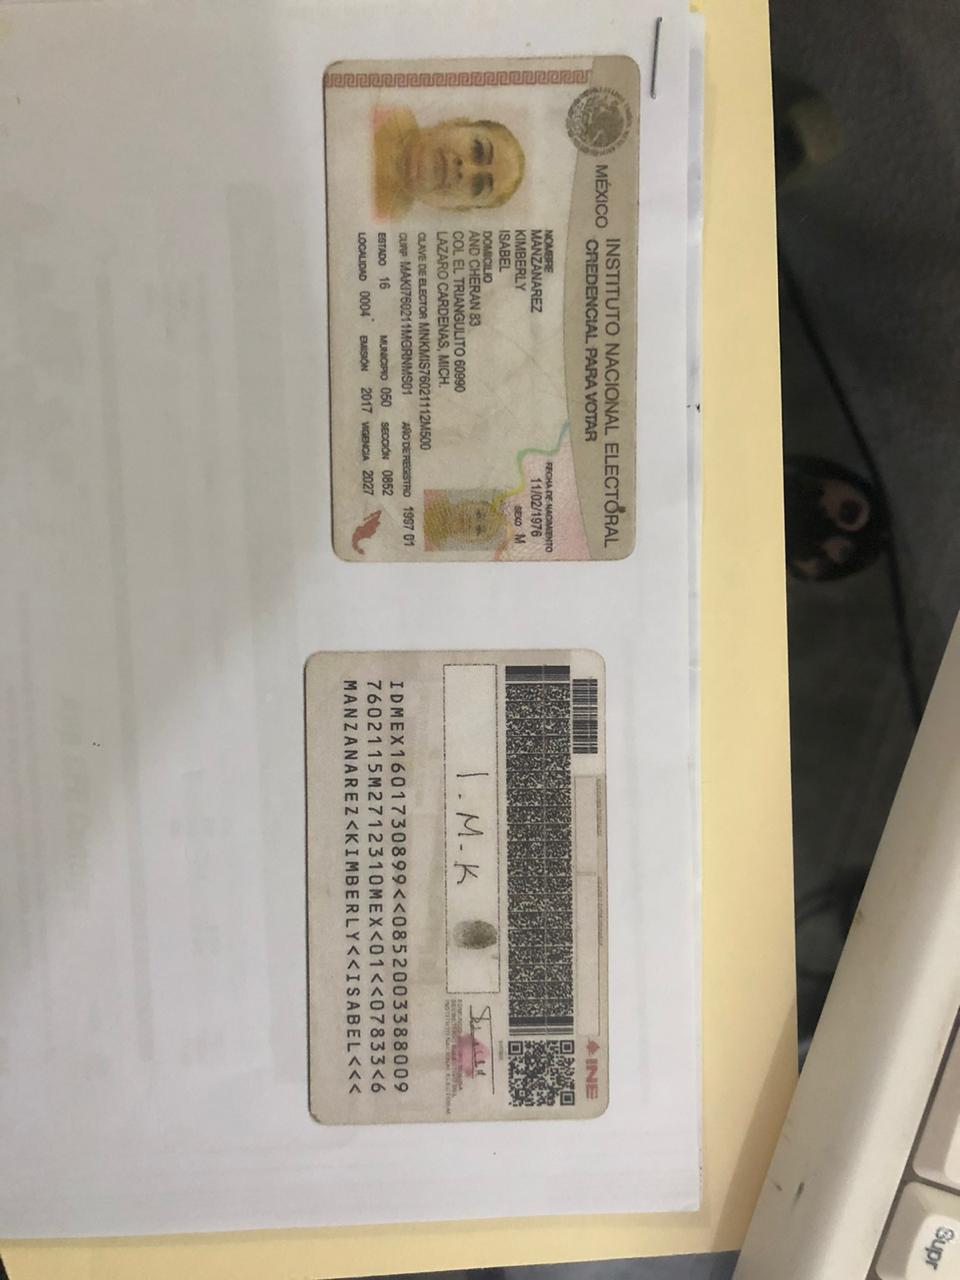 MÉXICO INSTITUTO NACIONAL ELECTORAL
CREDENCIAL PARA VOTAR
NOMBRE
MANZANAREZ
KIMBERLY
ISABEL
FECHA DE NACIMIENTO
11/02/1976
SEXO M
DOMICILIO
AND CHERAN 83
COL EL TRIANGULITO 60990
LAZARO CARDENAS, MICH.
CLAVE DE ELECTOR MNKMIS76021112M500
CURP MAKI760211MGRNMS01 AÑO DE REGISTRO 1997 01
ESTADO 16 MUNICIPIO 050 SECCIÓN 0852
LOCALIDAD 0004 EMISIÓN 2017 VIGENCIA 2027
INE
I.M-K
IDMEX1601730899<<0852003388009
7602115M2712310MEX<01<<07833<6
MANZANAREZ<KIMBERLY<<ISABEL<<<
Supr